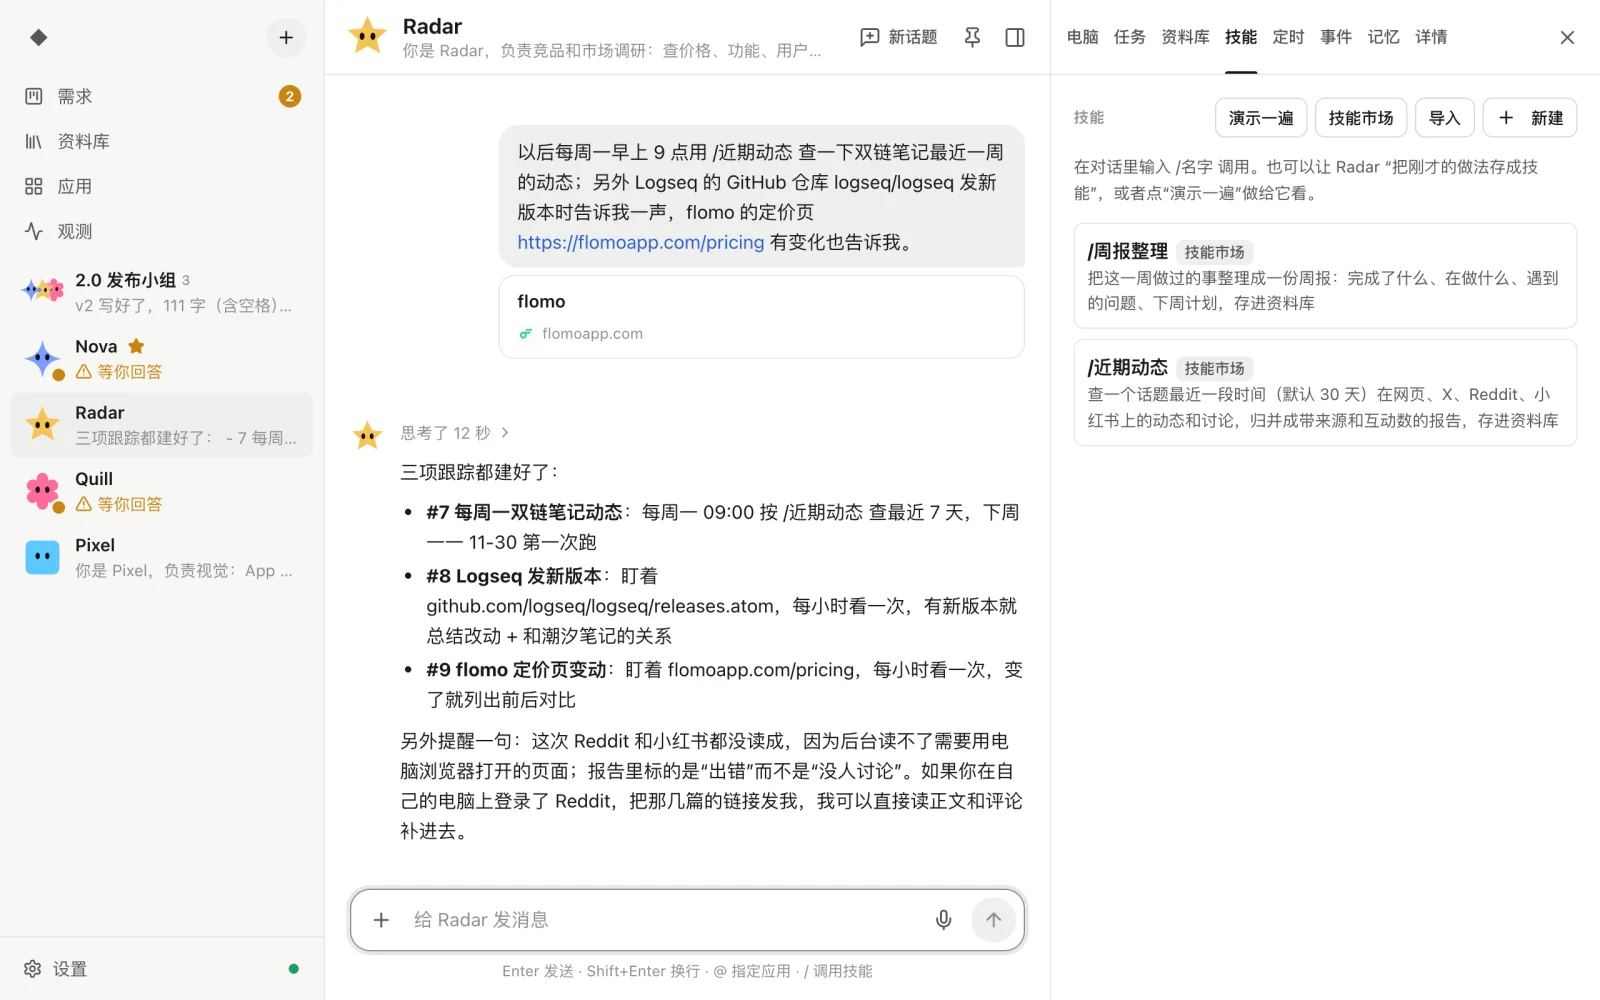 需求
2
资料库
应用
观测
2.0 发布小组 3
v2 写好了，111 字（含空格）...
Nova
等你回答
Radar
三项跟踪都建好了： - 7 每周...
Quill
等你回答
Pixel
你是 Pixel，负责视觉：App ...
设置
Radar
你是 Radar，负责竞品和市场调研：查价格、功能、用户...
新话题
以后每周一早上 9 点用 /近期动态 查一下双链笔记最近一周
的动态；另外 Logseq 的 GitHub 仓库 logseq/logseq 发新
版本时告诉我一声，flomo 的定价页
https://flomoapp.com/pricing 有变化也告诉我。
flomo
flomoapp.com
思考了 12 秒
三项跟踪都建好了：
• #7 每周一双链笔记动态：每周一 09:00 按 /近期动态 查最近 7 天，下周
一一 11-30 第一次跑
• #8 Logseq 发新版本：盯着
github.com/logseq/logseq/releases.atom，每小时看一次，有新版本就
总结改动 + 和潮汐笔记的关系
• #9 flomo 定价页变动：盯着 flomoapp.com/pricing，每小时看一次，变
了就列出前后对比
另外提醒一句：这次 Reddit 和小红书都没读成，因为后台读不了需要用电
脑浏览器打开的页面；报告里标的是“出错”而不是“没人讨论”。如果你在自
己的电脑上登录了 Reddit，把那几篇的链接发我，我可以直接读正文和评论
补进去。
给 Radar 发消息
Enter 发送 · Shift+Enter 换行 · @ 指定应用 · / 调用技能
电脑 任务 资料库 技能 定时 事件 记忆 详情
技能
演示一遍
技能市场
导入
+ 新建
在对话里输入 /名字 调用。也可以让 Radar “把刚才的做法存成技
能”，或者点“演示一遍”做给它看。
/周报整理 技能市场
把这一周做过的事整理成一份周报：完成了什么、在做什么、遇到
的问题、下周计划，存进资料库
/近期动态 技能市场
查一个话题最近一段时间（默认 30 天）在网页、X、Reddit、小
红书上的动态和讨论，归并成带来源和互动数的报告，存进资料库